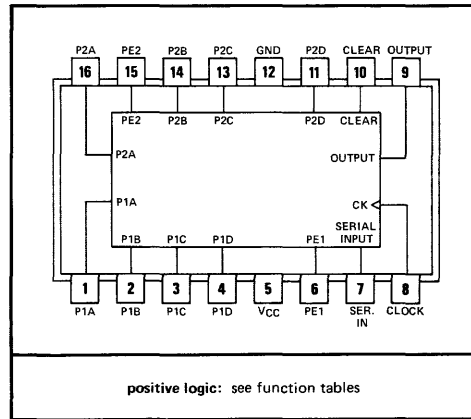 P2A PE2 P2B P2C GND P2D CLEAR OUTPUT
16 15 14 13 12 11 10 9
PE2 P2B P2C P2D CLEAR
P2A
OUTPUT
P1A
CK
SERIAL
INPUT
P1B P1C P1D PE1
1 2 3 4 5 6 7 8
P1A P1B P1C P1D VCC PE1 SER. CLOCK
IN
positive logic: see function tables